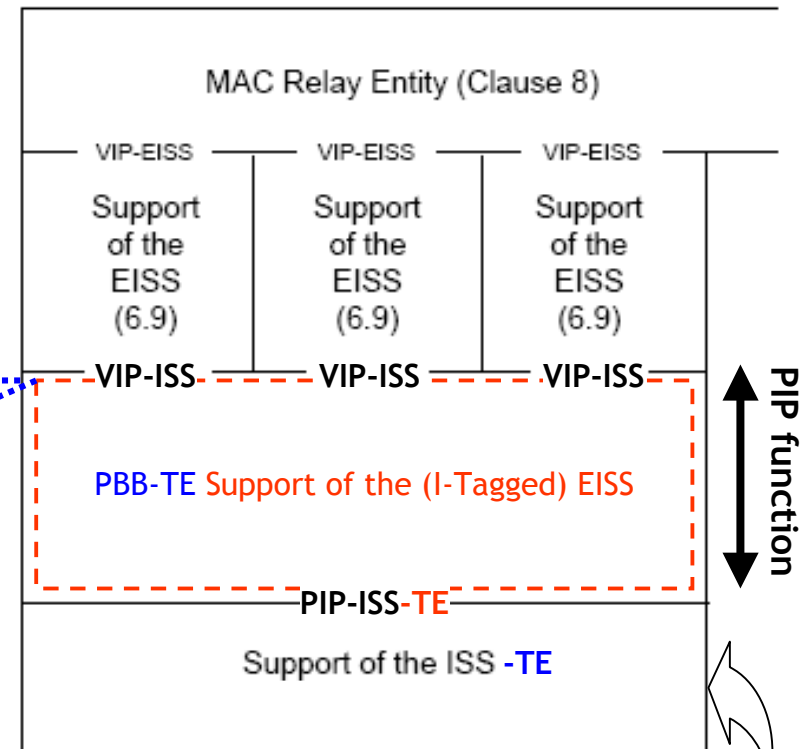 MAC Relay Entity (Clause 8)
VIP-EISS VIP-EISS VIP-EISS
Support Support Support
of the of the of the
EISS EISS EISS
(6.9) (6.9) (6.9)
VIP-ISS VIP-ISS VIP-ISS
PIP function
PBB-TE Support of the (I-Tagged) EISS
PIP-ISS-TE
Support of the ISS -TE